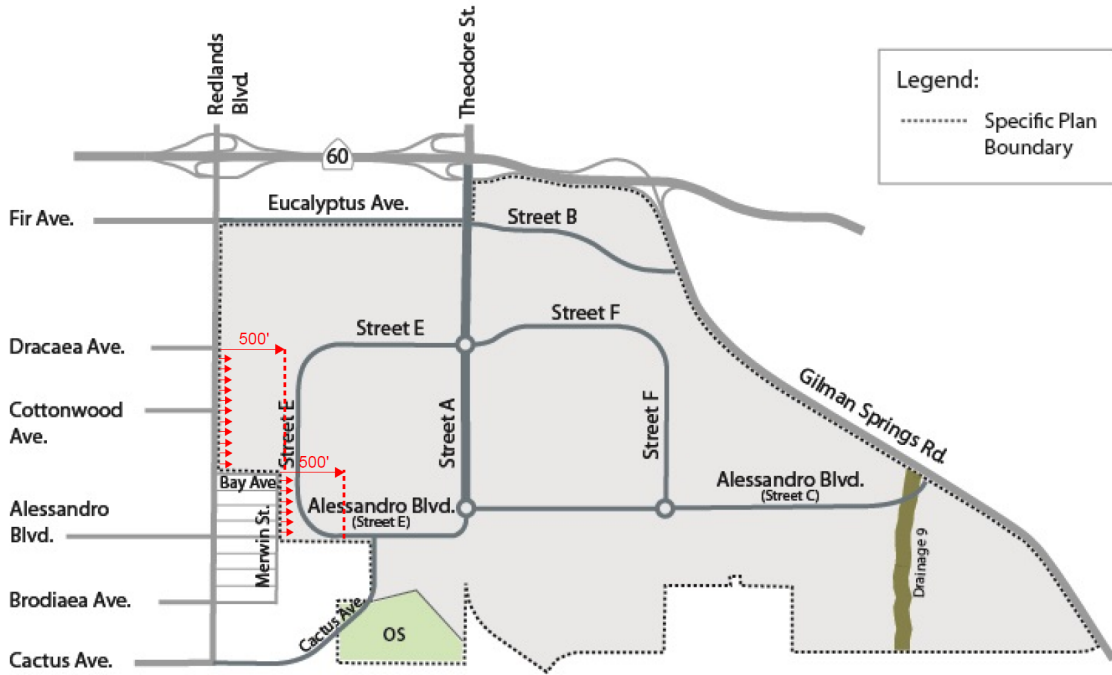 Redlands
Blvd.
Theodore St.
Legend:
Specific Plan
Boundary
60
Fir Ave.
Eucalyptus Ave.
Street B
Dracaea Ave.
500'
Street E
Street F
Cottonwood
Ave.
Street E
Street A
Street F
Gilman Springs Rd.
500'
Bay Ave.
Alessandro Blvd.
(Street E)
Alessandro Blvd.
(Street C)
Alessandro
Blvd.
Merwin St.
Drainage 9
Brodiaea Ave.
Cactus Ave.
OS
Cactus Ave.